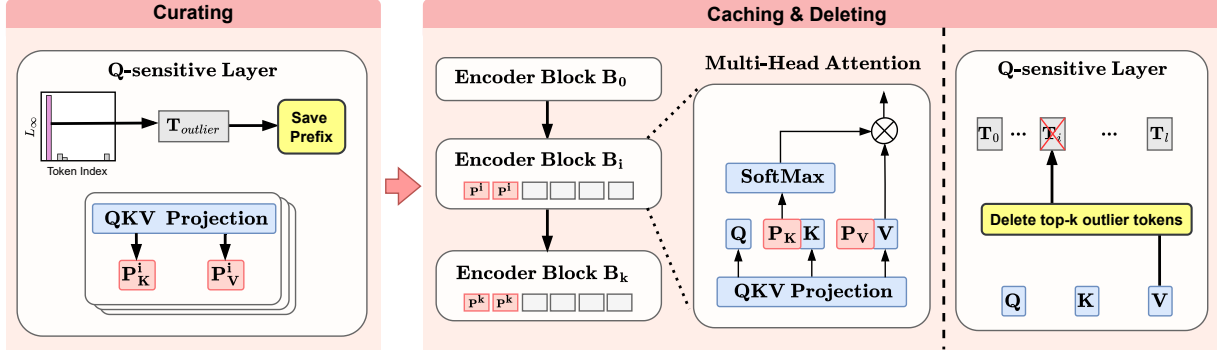 Curating
Q-sensitive Layer
L∞
Token Index
T_outlier
Save
Prefix
QKV Projection
P_K^i
P_V^i
Caching & Deleting
Encoder Block B_0
Encoder Block B_i
P^i P^i
Encoder Block B_k
P^k P^k
Multi-Head Attention
SoftMax
Q P_K K P_V V
QKV Projection
Q-sensitive Layer
T_0 ... T_i ... T_l
Delete top-k outlier tokens
Q K V